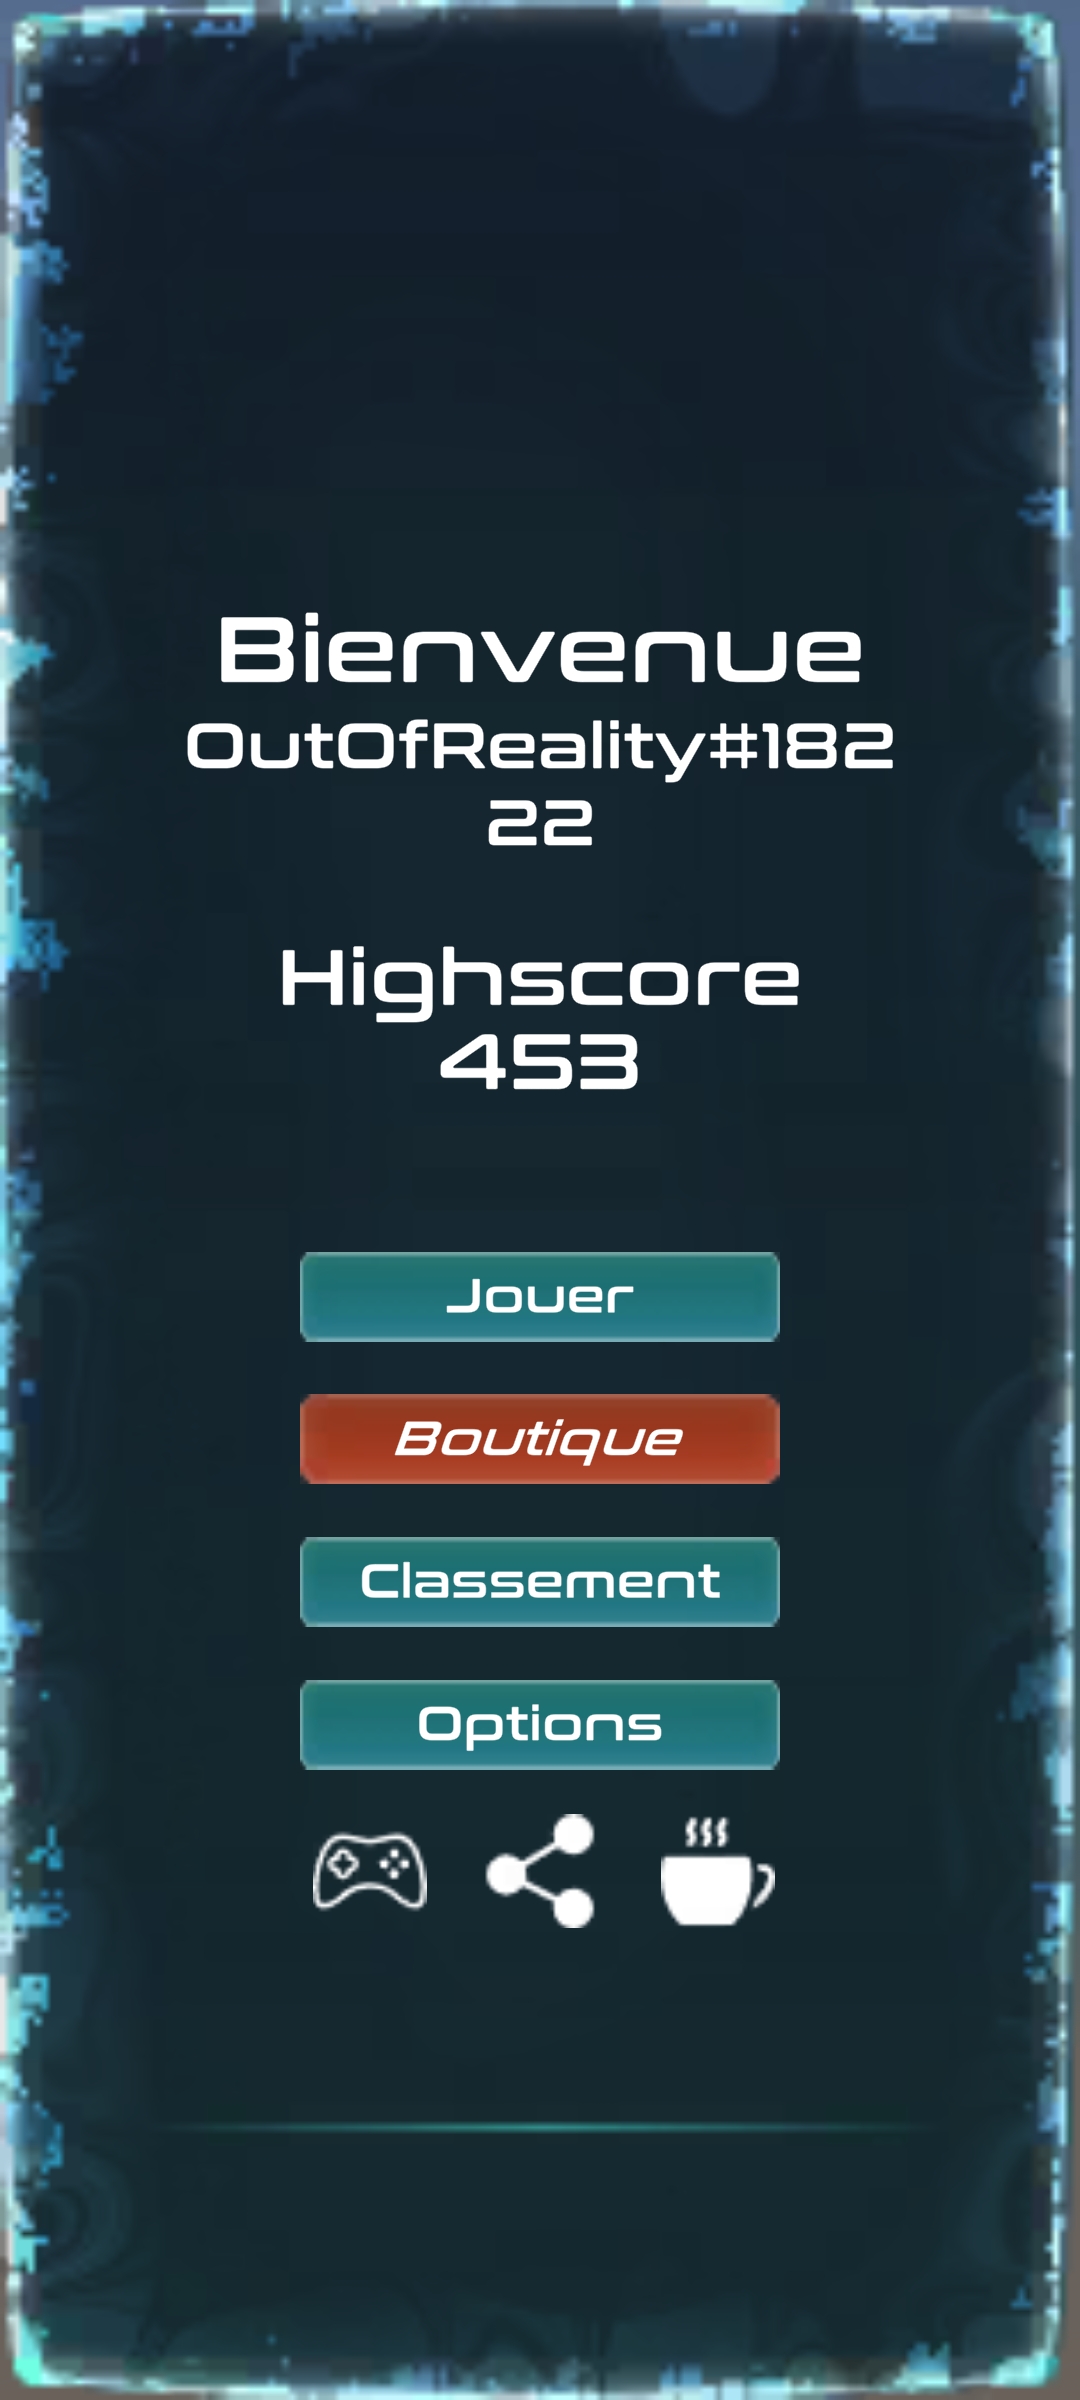 Bienvenue
OutOfReality#182
22
Highscore
453
Jouer
Boutique
Classement
Options